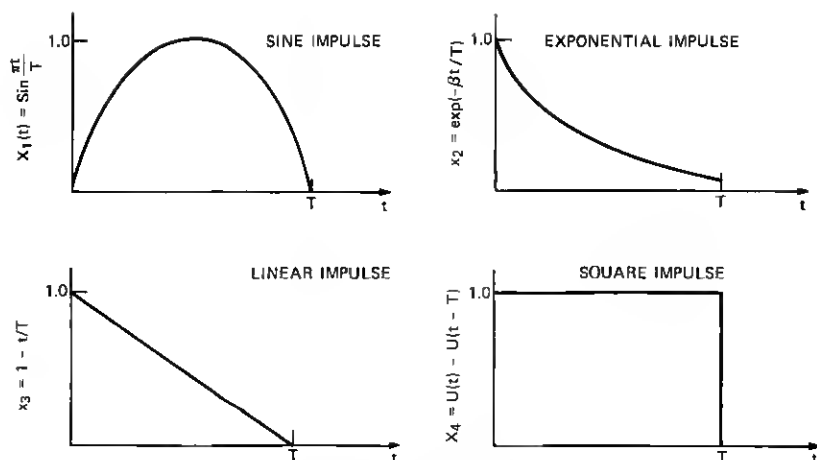 SINE IMPULSE
1.0
X₁(t) = Sin πt/T
T
t
EXPONENTIAL IMPULSE
1.0
x₂ = exp(-βt/T)
T
t
LINEAR IMPULSE
1.0
x₃ = 1 - t/T
T
t
SQUARE IMPULSE
1.0
X₄ = U(t) - U(t - T)
T
t